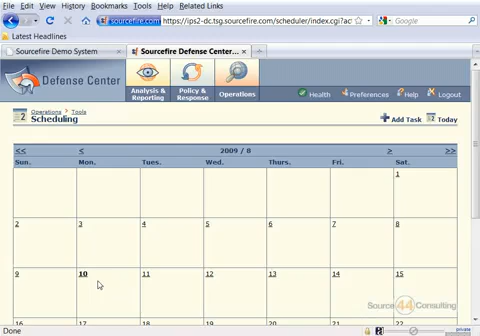 File Edit View History Bookmarks Tools Help
sourcefire.com https://ips2-dc.tsg.sourcefire.com/scheduler/index.cgi?ac Google
Latest Headlines
Sourcefire Demo System
Sourcefire Defense Center...
Defense Center
Analysis & Reporting
Policy & Response
Operations
Health Preferences Help Logout
Operations > Tools
Scheduling
Add Task Today
<< < 2009 / 8 > >>
Sun. Mon. Tues. Wed. Thurs. Fri. Sat.
1
2 3 4 5 6 7 8
9 10 11 12 13 14 15
16 17 18 19 20 21 22
Source 44 Consulting
Done
private